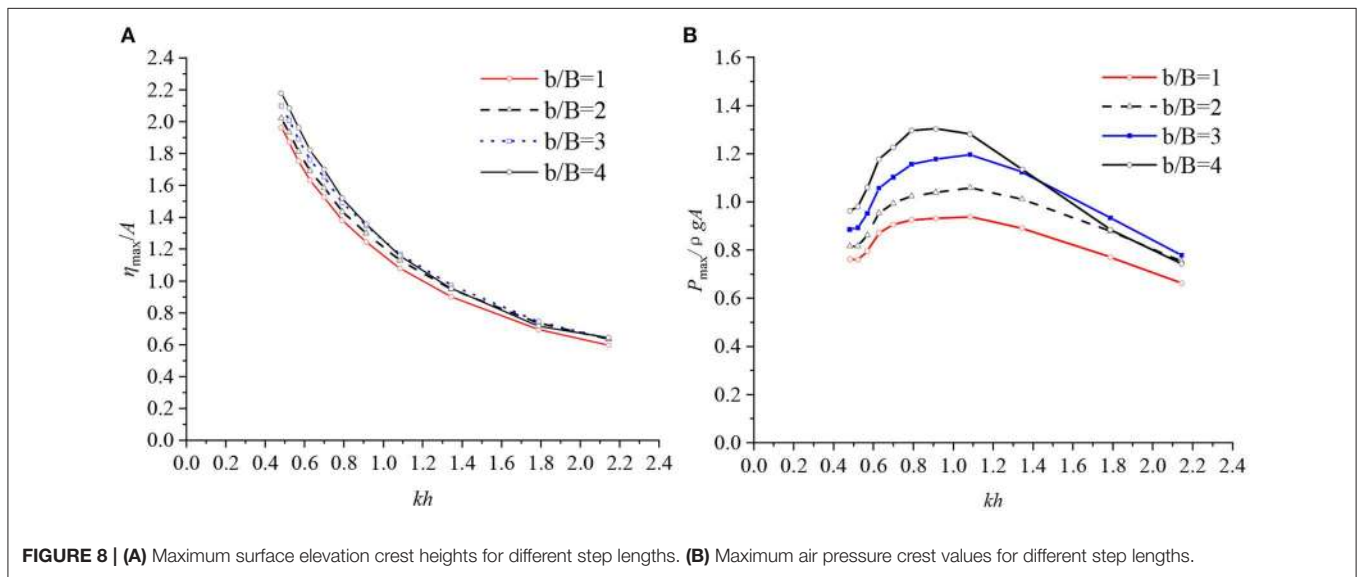 A
2.4
2.2
2.0
1.8
1.6
1.4
1.2
1.0
0.8
0.6
0.4
0.2
0.0
η_max/A
b/B=1
b/B=2
b/B=3
b/B=4
0.0 0.2 0.4 0.6 0.8 1.0 1.2 1.4 1.6 1.8 2.0 2.2 2.4
kh
B
1.6
1.4
1.2
1.0
0.8
0.6
0.4
0.2
0.0
P_max/ρ gA
b/B=1
b/B=2
b/B=3
b/B=4
0.0 0.2 0.4 0.6 0.8 1.0 1.2 1.4 1.6 1.8 2.0 2.2 2.4
kh
FIGURE 8 | (A) Maximum surface elevation crest heights for different step lengths. (B) Maximum air pressure crest values for different step lengths.